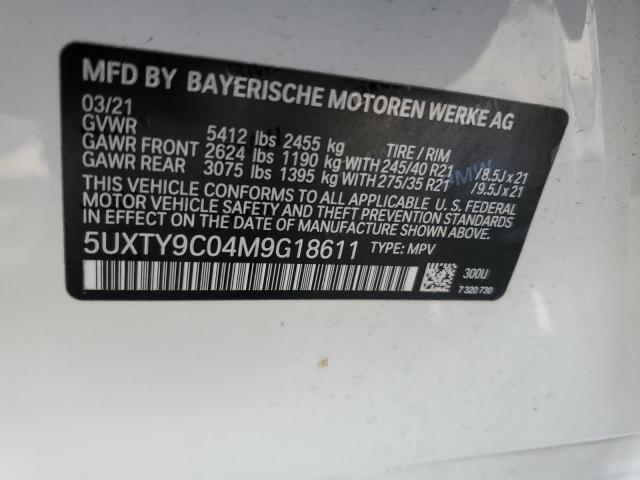 MFD BY BAYERISCHE MOTOREN WERKE AG
03/21
GVWR 5412 lbs 2455 kg TIRE / RIM
GAWR FRONT 2624 lbs 1190 kg WITH 245/40 R21 /8.5J x 21
GAWR REAR 3075 lbs 1395 kg WITH 275/35 R21 /9.5J x 21
THIS VEHICLE CONFORMS TO ALL APPLICABLE U. S. FEDERAL
MOTOR VEHICLE SAFETY AND THEFT PREVENTION STANDARDS
IN EFFECT ON THE DATE OF MANUFACTURE SHOWN ABOVE.
5UXTY9C04M9G18611 TYPE: MPV
300U
7 320 730